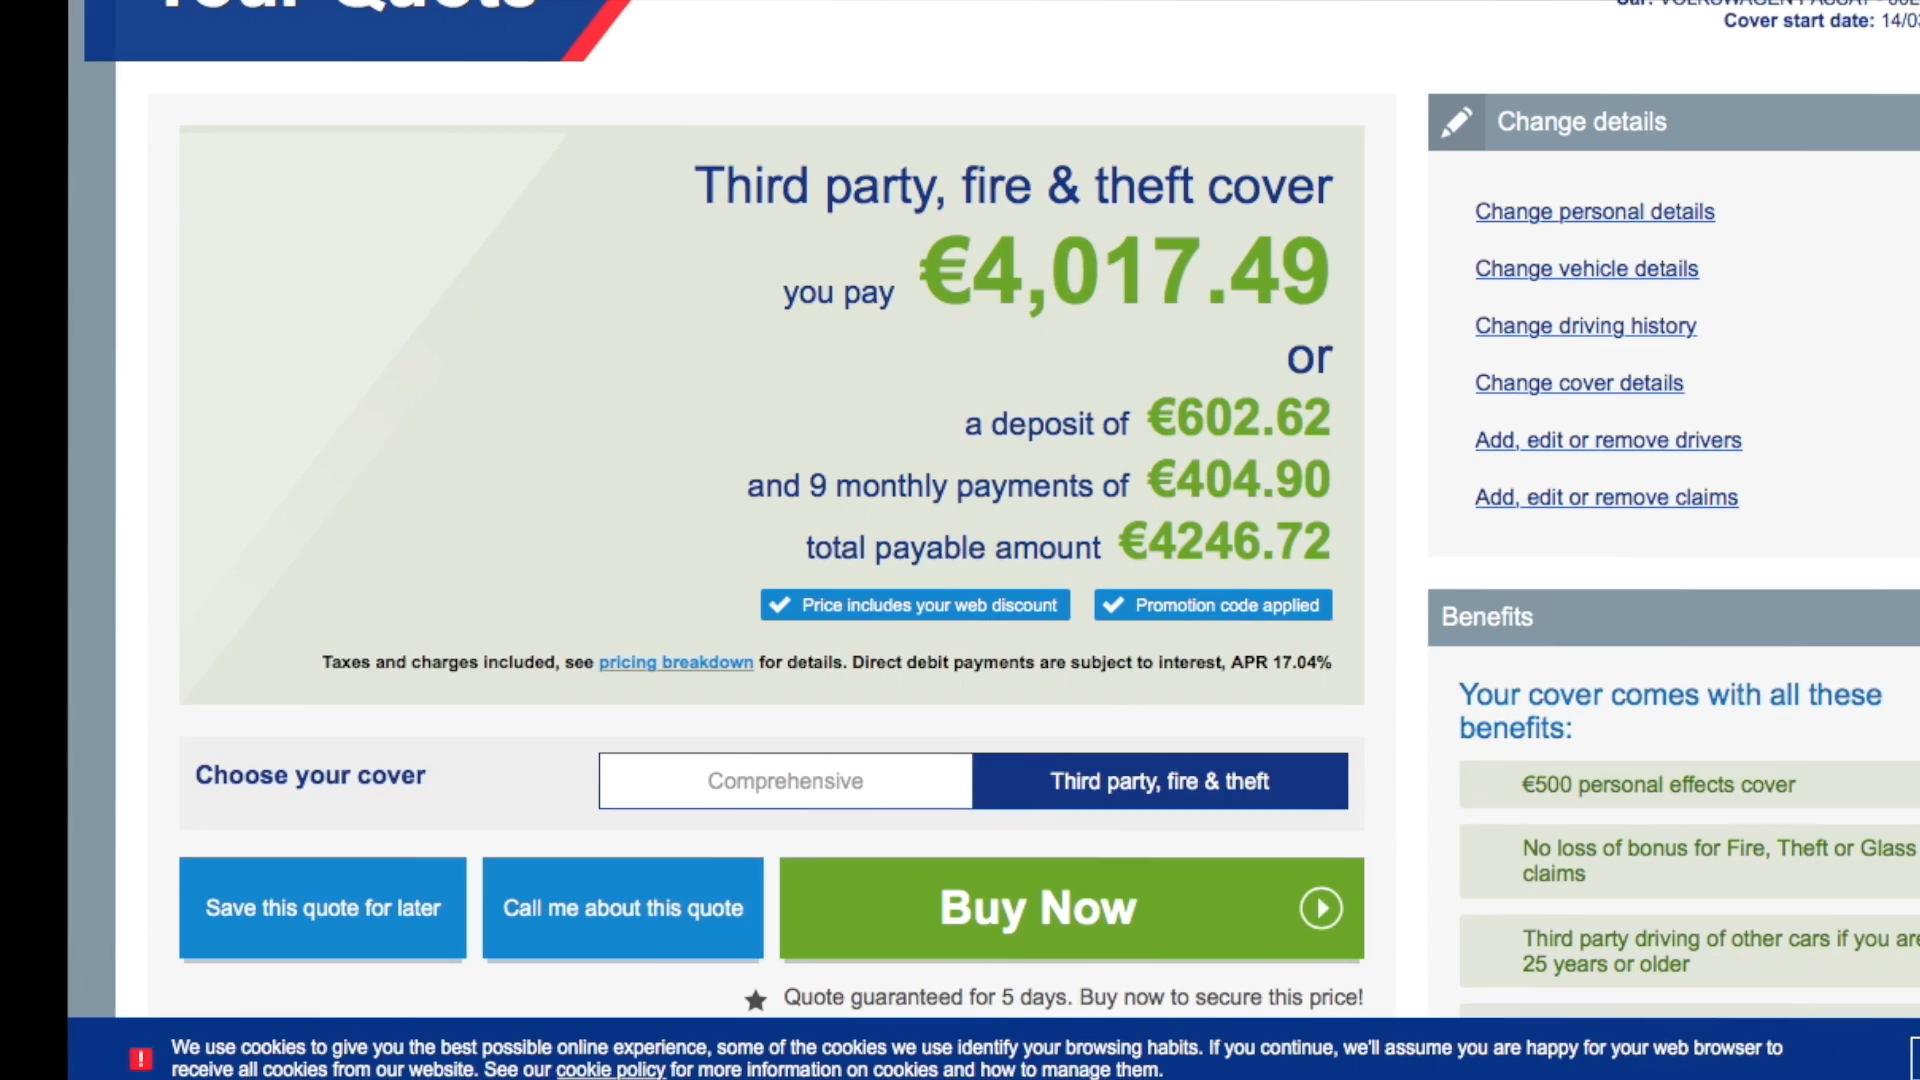 Your Quote
Car: VOLKSWAGEN PASSAT
Cover start date: 14/03
Third party, fire & theft cover
you pay €4,017.49
or
a deposit of €602.62
and 9 monthly payments of €404.90
total payable amount €4246.72
Price includes your web discount
Promotion code applied
Taxes and charges included, see pricing breakdown for details. Direct debit payments are subject to interest, APR 17.04%
Choose your cover
Comprehensive
Third party, fire & theft
Save this quote for later
Call me about this quote
Buy Now
★ Quote guaranteed for 5 days. Buy now to secure this price!
Change details
Change personal details
Change vehicle details
Change driving history
Change cover details
Add, edit or remove drivers
Add, edit or remove claims
Benefits
Your cover comes with all these
benefits:
€500 personal effects cover
No loss of bonus for Fire, Theft or Glass
claims
Third party driving of other cars if you are
25 years or older
! We use cookies to give you the best possible online experience, some of the cookies we use identify your browsing habits. If you continue, we'll assume you are happy for your web browser to
receive all cookies from our website. See our cookie policy for more information on cookies and how to manage them.